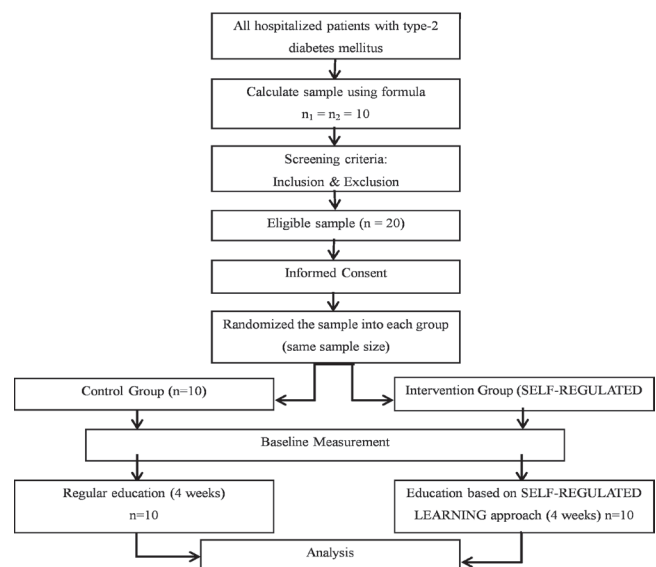 All hospitalized patients with type-2
diabetes mellitus
Calculate sample using formula
n₁ = n₂ = 10
Screening criteria:
Inclusion & Exclusion
Eligible sample (n = 20)
Informed Consent
Randomized the sample into each group
(same sample size)
Control Group (n=10)
Intervention Group (SELF-REGULATED
Baseline Measurement
Regular education (4 weeks)
n=10
Education based on SELF-REGULATED
LEARNING approach (4 weeks) n=10
Analysis